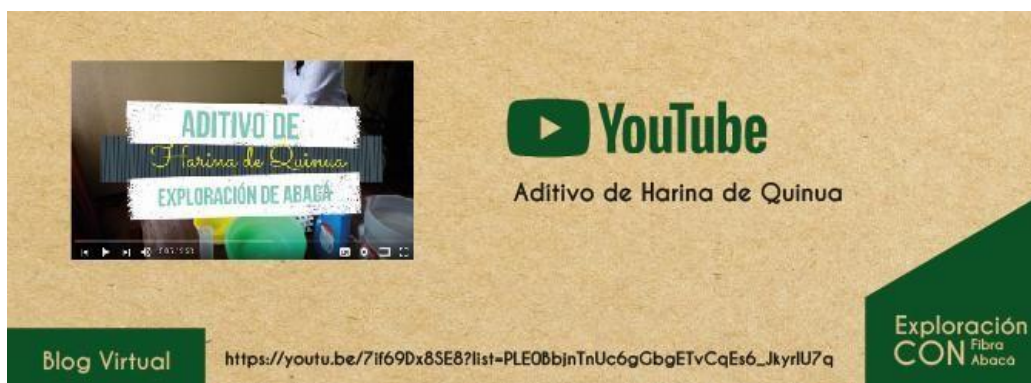 ADITIVO DE
Harina de Quinua
EXPLORACIÓN DE ABACÁ
YouTube
Aditivo de Harina de Quinua
Blog Virtual
https://youtu.be/7if69Dx8SE8?list=PLE0BbjnTnUc6gGbgETvCqEs6_JkyrlU7q
Exploración
CON Fibra
Abacá